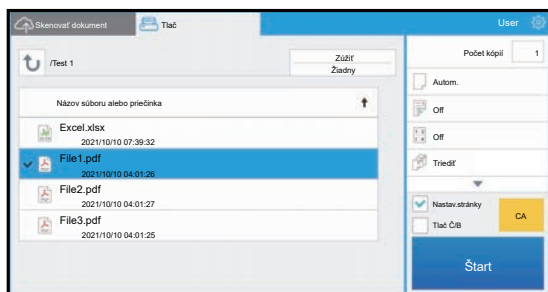 Skenovať dokument
Tlač
User
/Test 1
Zúžiť
Žiadny
Názov súboru alebo priečinka
Excel.xlsx
2021/10/10 07:39:32
File1.pdf
2021/10/10 04:01:26
File2.pdf
2021/10/10 04:01:27
File3.pdf
2021/10/10 04:01:25
Počet kópií
1
Autom.
Off
Off
Triediť
Nastav.stránky
Tlač Č/B
CA
Štart